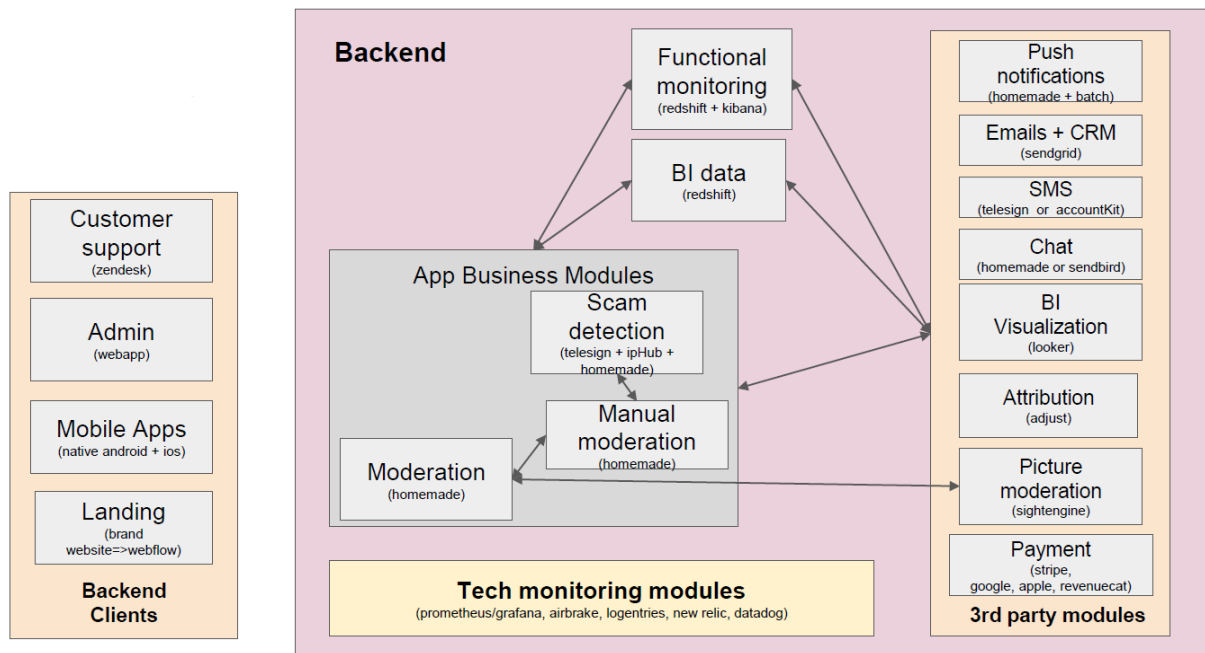 Backend
Functional
monitoring
(redshift + kibana)
BI data
(redshift)
App Business Modules
Scam
detection
(telesign + ipHub +
homemade)
Manual
moderation
(homemade)
Moderation
(homemade)
Tech monitoring modules
(prometheus/grafana, airbrake, logentries, new relic, datadog)
Customer
support
(zendesk)
Admin
(webapp)
Mobile Apps
(native android + ios)
Landing
(brand
website=>webflow)
Backend
Clients
Push
notifications
(homemade + batch)
Emails + CRM
(sendgrid)
SMS
(telesign or accountKit)
Chat
(homemade or sendbird)
BI
Visualization
(looker)
Attribution
(adjust)
Picture
moderation
(sightengine)
Payment
(stripe,
google, apple, revenuecat)
3rd party modules